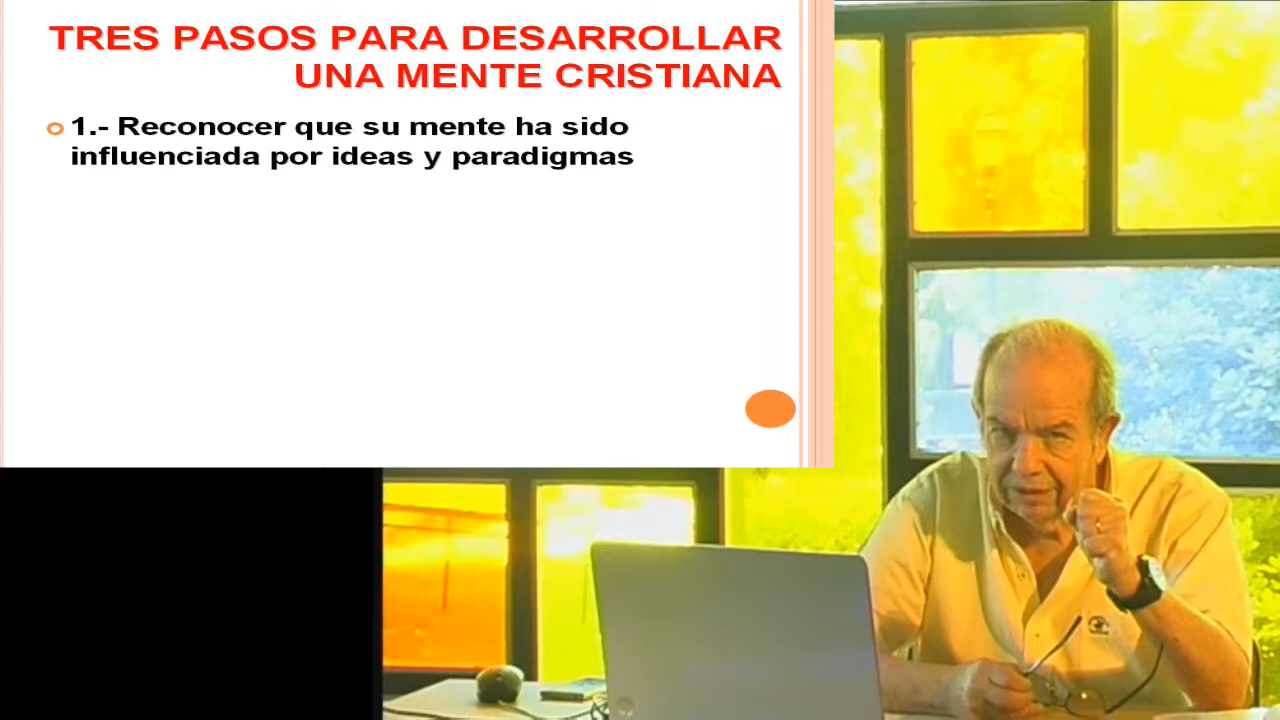 TRES PASOS PARA DESARROLLAR
UNA MENTE CRISTIANA
1.- Reconocer que su mente ha sido
influenciada por ideas y paradigmas